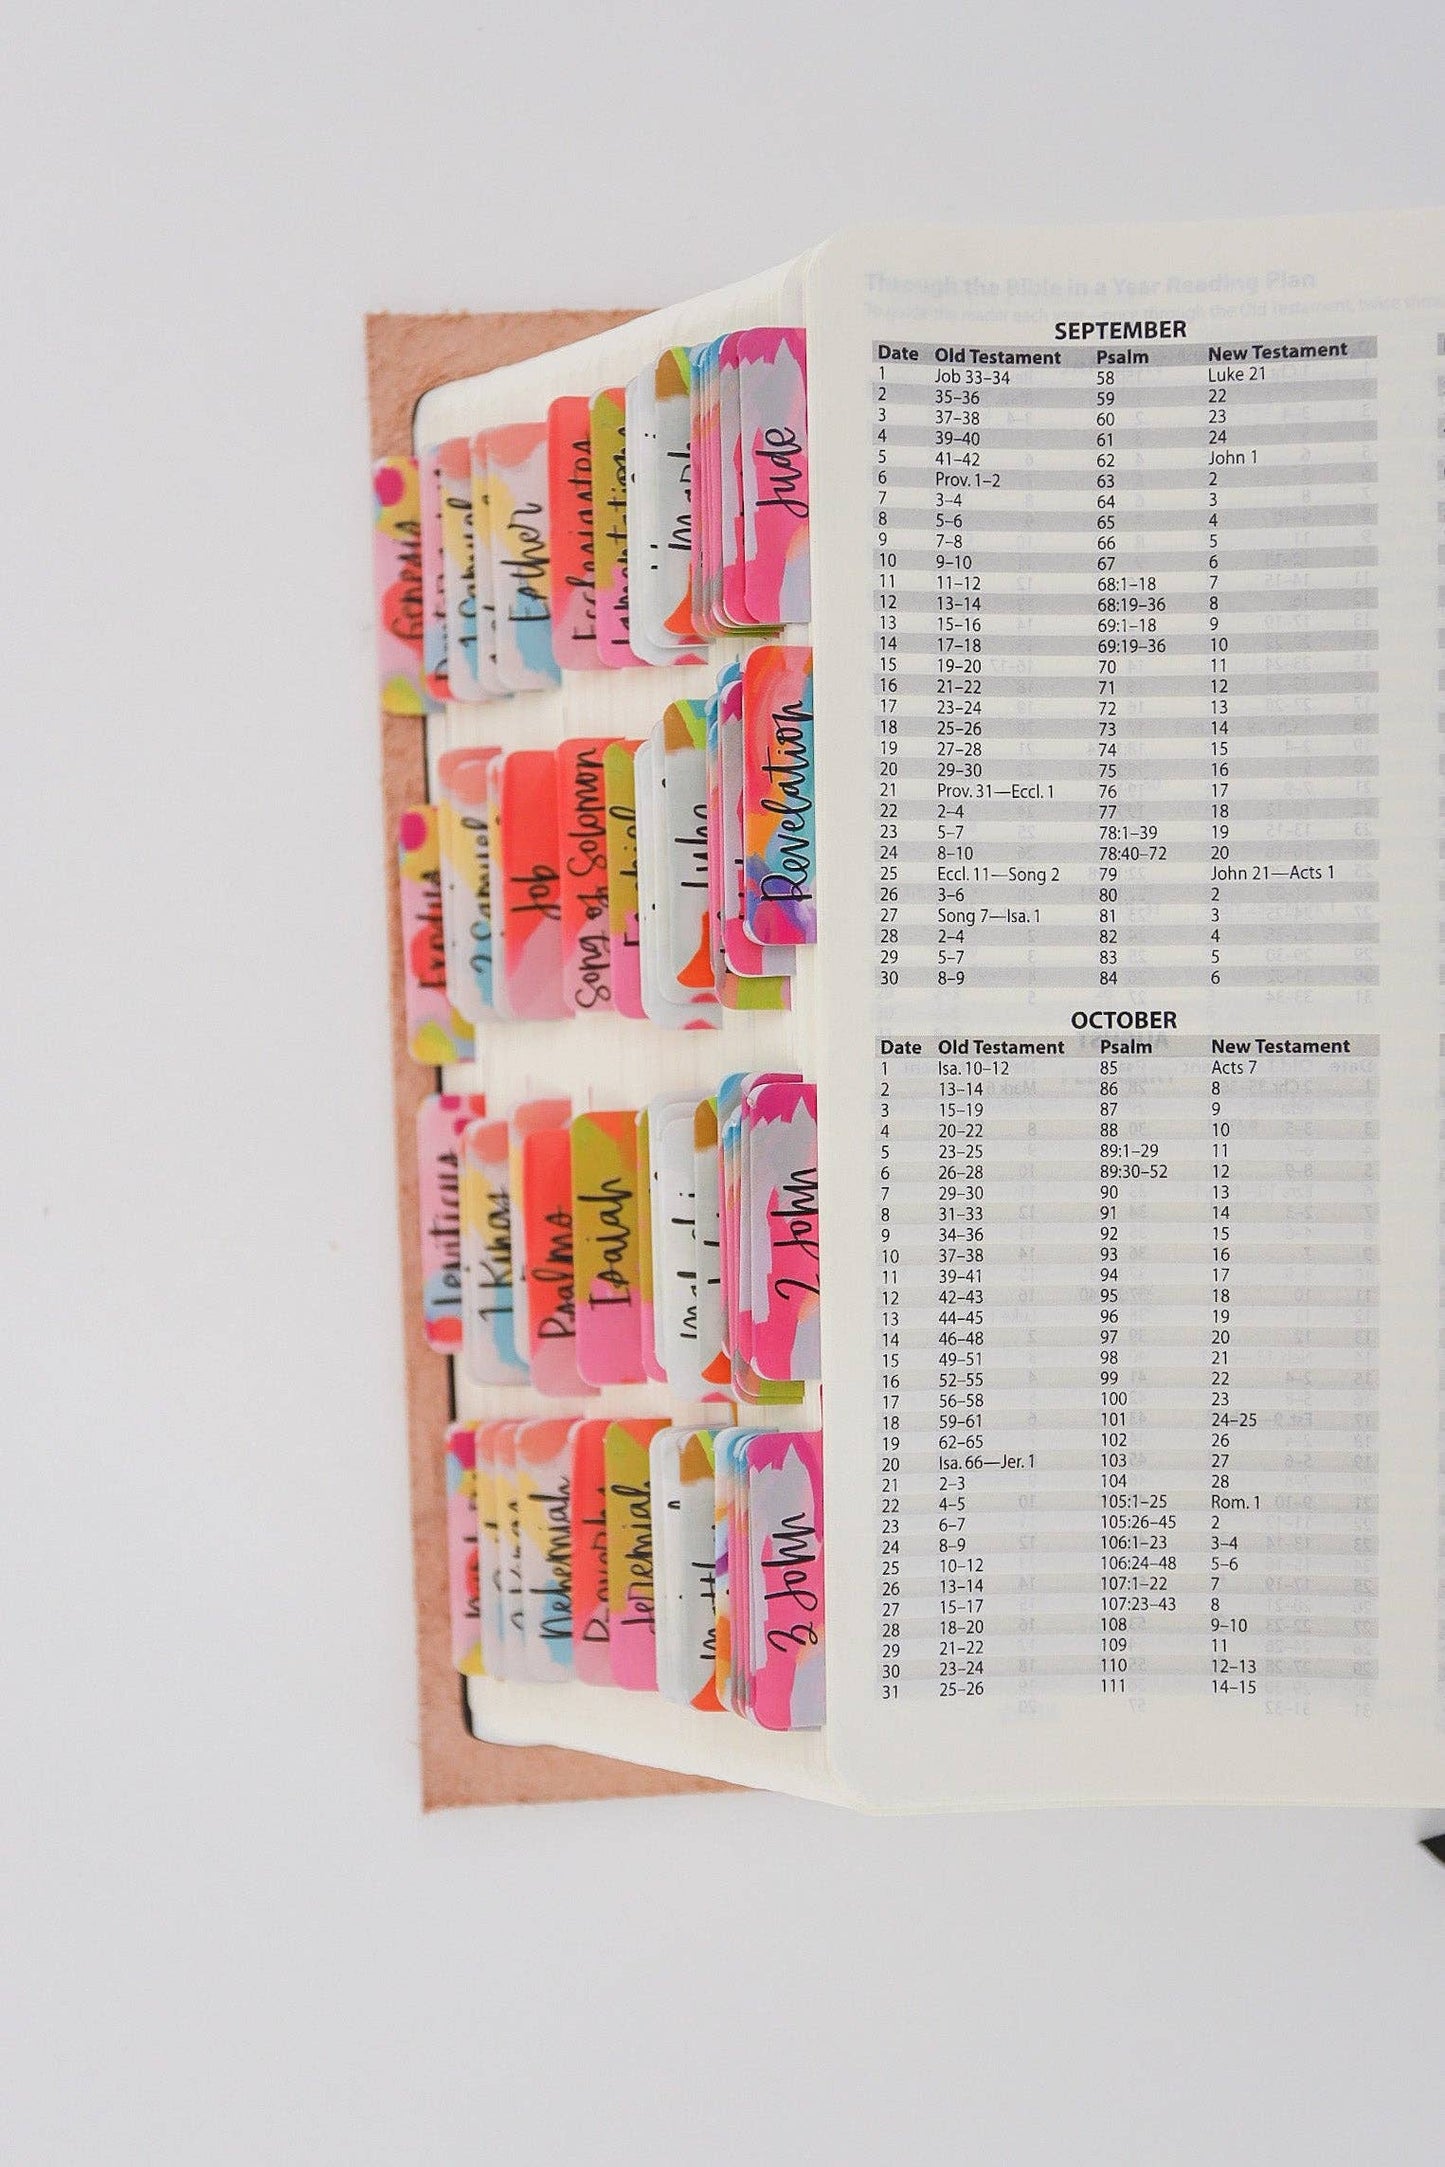 Genesis
1 Samuel
Esther
Ecclesiastes
Lamentations
Jude
Exodus
2 Samuel
Job
Song of Solomon
Ezekiel
Luke
Revelation
Leviticus
1 Kings
Psalms
Isaiah
2 John
Nehemiah
Proverbs
Jeremiah
3 John
Through the Bible in a Year Reading Plan
SEPTEMBER
Date Old Testament Psalm New Testament
1 Job 33–34 58 Luke 21
2 35–36 59 22
3 37–38 60 23
4 39–40 61 24
5 41–42 62 John 1
6 Prov. 1–2 63 2
7 3–4 64 3
8 5–6 65 4
9 7–8 66 5
10 9–10 67 6
11 11–12 68:1–18 7
12 13–14 68:19–36 8
13 15–16 69:1–18 9
14 17–18 69:19–36 10
15 19–20 70 11
16 21–22 71 12
17 23–24 72 13
18 25–26 73 14
19 27–28 74 15
20 29–30 75 16
21 Prov. 31—Eccl. 1 76 17
22 2–4 77 18
23 5–7 78:1–39 19
24 8–10 78:40–72 20
25 Eccl. 11—Song 2 79 John 21—Acts 1
26 3–6 80 2
27 Song 7—Isa. 1 81 3
28 2–4 82 4
29 5–7 83 5
30 8–9 84 6
OCTOBER
Date Old Testament Psalm New Testament
1 Isa. 10–12 85 Acts 7
2 13–14 86 8
3 15–19 87 9
4 20–22 88 10
5 23–25 89:1–29 11
6 26–28 89:30–52 12
7 29–30 90 13
8 31–33 91 14
9 34–36 92 15
10 37–38 93 16
11 39–41 94 17
12 42–43 95 18
13 44–45 96 19
14 46–48 97 20
15 49–51 98 21
16 52–55 99 22
17 56–58 100 23
18 59–61 101 24–25
19 62–65 102 26
20 Isa. 66—Jer. 1 103 27
21 2–3 104 28
22 4–5 105:1–25 Rom. 1
23 6–7 105:26–45 2
24 8–9 106:1–23 3–4
25 10–12 106:24–48 5–6
26 13–14 107:1–22 7
27 15–17 107:23–43 8
28 18–20 108 9–10
29 21–22 109 11
30 23–24 110 12–13
31 25–26 111 14–15